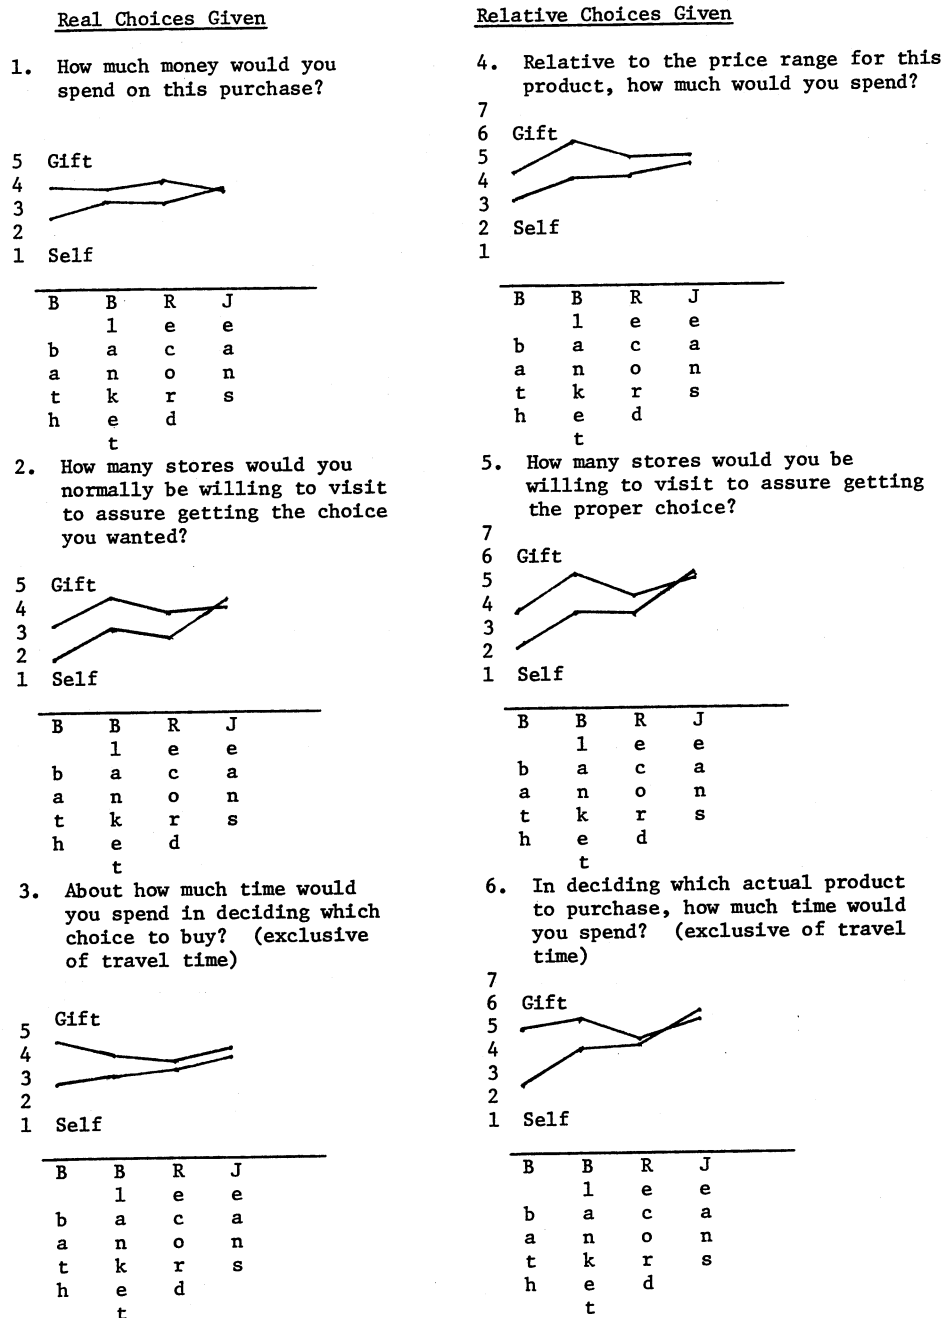 Real Choices Given
1. How much money would you
spend on this purchase?
5 Gift
4
3
2
1 Self
B B R J
l e e
b a c a
a n o n
t k r s
h e d
t
2. How many stores would you
normally be willing to visit
to assure getting the choice
you wanted?
5 Gift
4
3
2
1 Self
B B R J
l e e
b a c a
a n o n
t k r s
h e d
t
3. About how much time would
you spend in deciding which
choice to buy? (exclusive
of travel time)
Gift
5
4
3
2
1 Self
B B R J
l e e
b a c a
a n o n
t k r s
h e d
t
Relative Choices Given
4. Relative to the price range for this
product, how much would you spend?
7
6 Gift
5
4
3
2 Self
1
B B R J
l e e
b a c a
a n o n
t k r s
h e d
t
5. How many stores would you be
willing to visit to assure getting
the proper choice?
7
6 Gift
5
4
3
2
1 Self
B B R J
l e e
b a c a
a n o n
t k r s
h e d
t
6. In deciding which actual product
to purchase, how much time would
you spend? (exclusive of travel
time)
7
6 Gift
5
4
3
2
1 Self
B B R J
l e e
b a c a
a n o n
t k r s
h e d
t